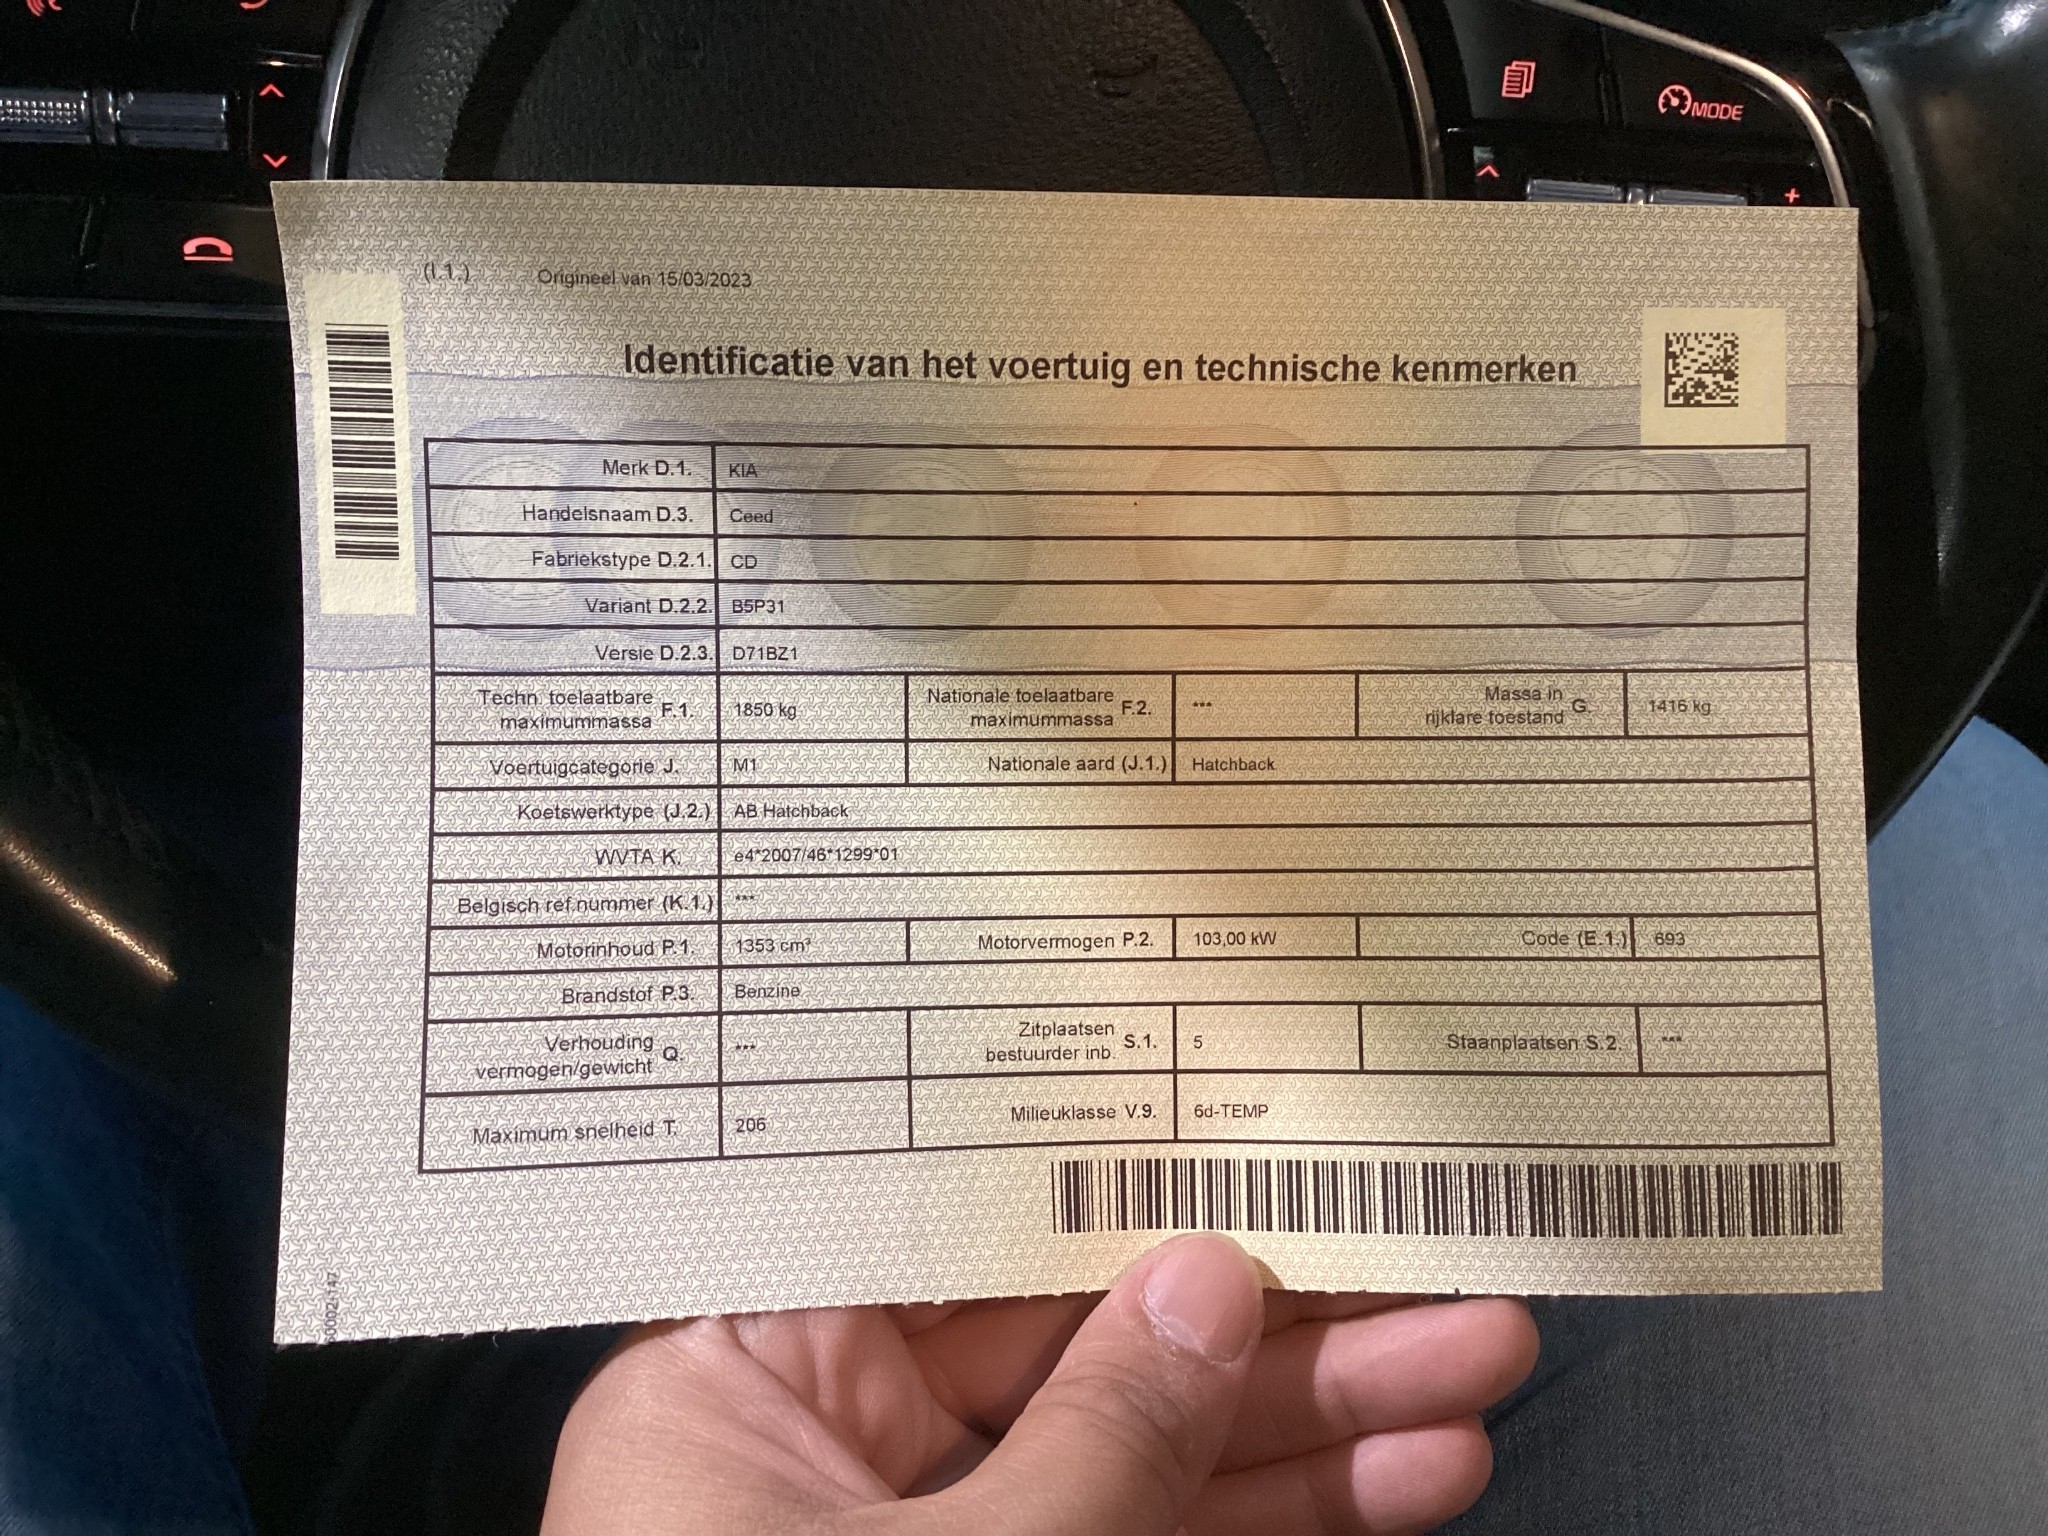 MODE
+
(I.1.) Origineel van 15/03/2023
Identificatie van het voertuig en technische kenmerken
Merk D.1. KIA
Handelsnaam D.3. Ceed
Fabriekstype D.2.1. CD
Variant D.2.2. B5P31
Versie D.2.3. D71BZ1
Techn. toelaatbare maximummassa F.1. 1850 kg Nationale toelaatbare maximummassa F.2. *** Massa in rijklare toestand G. 1416 kg
Voertuigcategorie J. M1 Nationale aard (J.1.) Hatchback
Koetswerktype (J.2.) AB Hatchback
WVTA K. e4*2007/46*1299*01
Belgisch ref.nummer (K.1.) ***
Motorinhoud P.1. 1353 cm³ Motorvermogen P.2. 103,00 kW Code (E.1.) 693
Brandstof P.3. Benzine
Verhouding vermogen/gewicht Q. *** Zitplaatsen bestuurder inb. S.1. 5 Staanplaatsen S.2. ***
Maximum snelheid T. 206 Milieuklasse V.9. 6d-TEMP